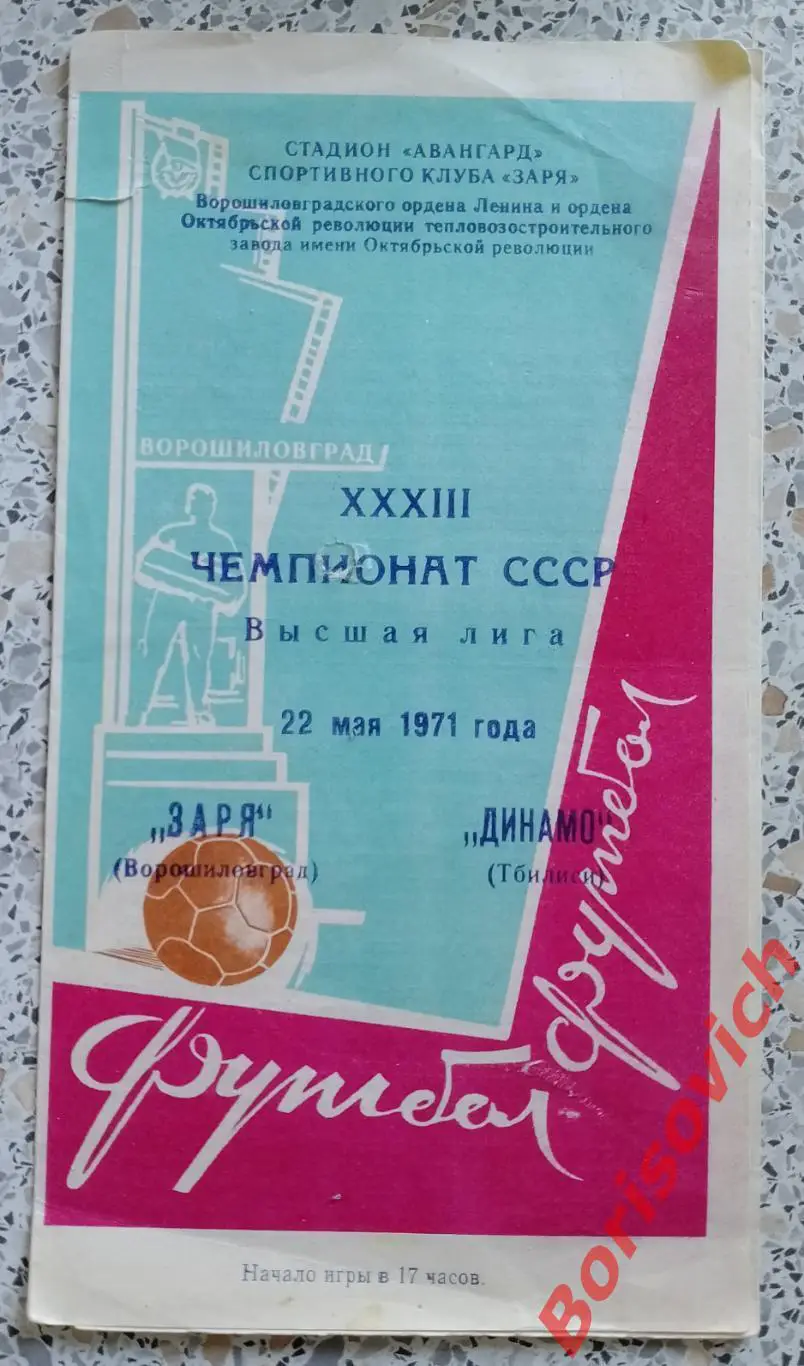 СТАДИОН «АВАНГАРД»
СПОРТИВНОГО КЛУБА «ЗАРЯ»
Ворошиловградского ордена Ленина и ордена
Октябрьской революции тепловозостроительного
завода имени Октябрьской революции
ВОРОШИЛОВГРАД
XXXIII
ЧЕМПИОНАТ СССР
Высшая лига
22 мая 1971 года
„ЗАРЯ“
(Ворошиловград)
„ДИНАМО“
(Тбилиси)
Футбол
Футбол
Начало игры в 17 часов.
Borisovich